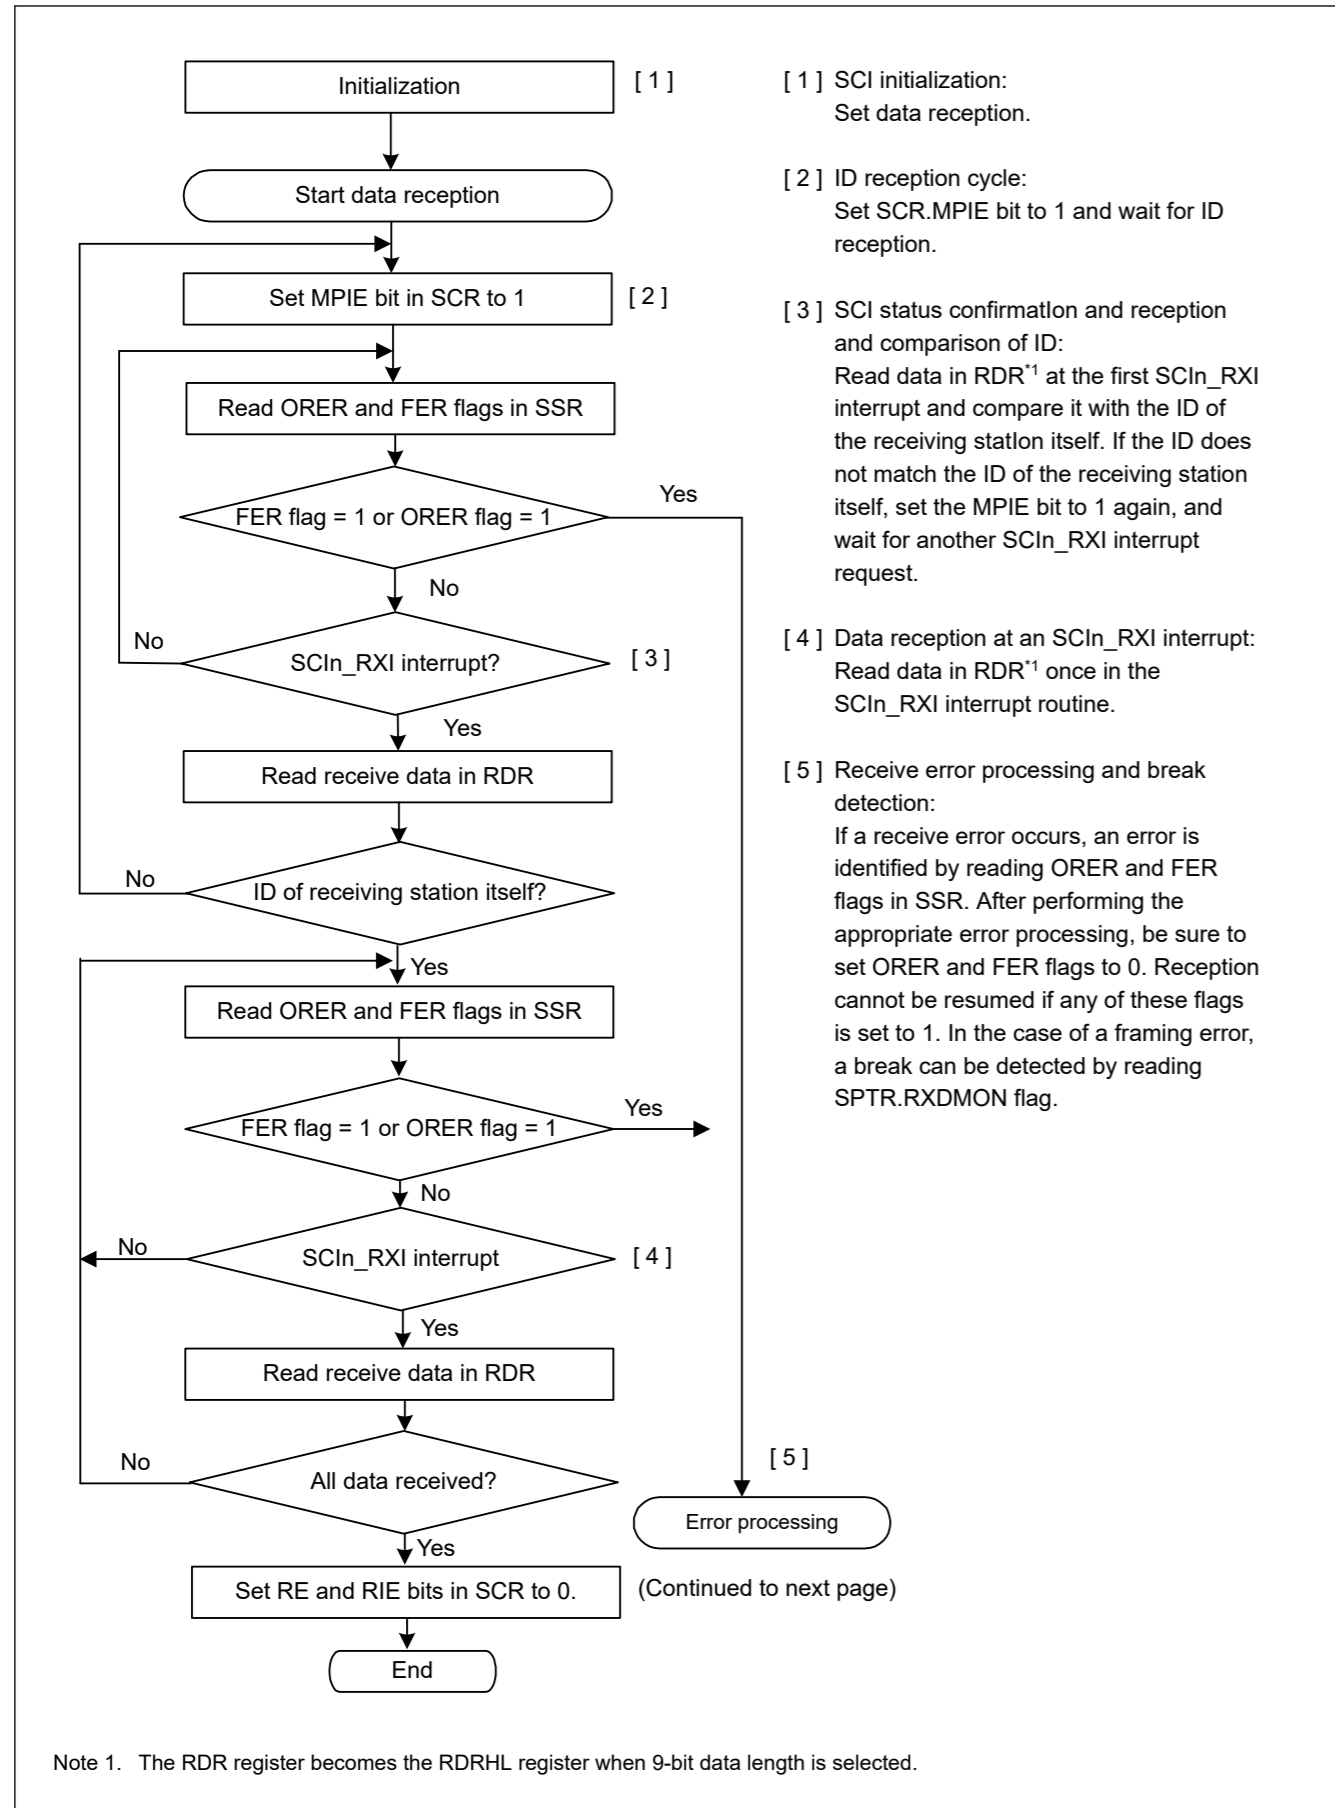 Initialization
[ 1 ]
Start data reception
Set MPIE bit in SCR to 1
[ 2 ]
Read ORER and FER flags in SSR
FER flag = 1 or ORER flag = 1
Yes
No
No
SCIn_RXI interrupt?
[ 3 ]
Yes
Read receive data in RDR
No
ID of receiving station itself?
Yes
Read ORER and FER flags in SSR
FER flag = 1 or ORER flag = 1
Yes
No
No
SCIn_RXI interrupt
[ 4 ]
Yes
Read receive data in RDR
No
All data received?
[ 5 ]
Error processing
Yes
Set RE and RIE bits in SCR to 0.
(Continued to next page)
End
[ 1 ] SCI initialization:
Set data reception.
[ 2 ] ID reception cycle:
Set SCR.MPIE bit to 1 and wait for ID
reception.
[ 3 ] SCI status confirmatIon and reception
and comparison of ID:
Read data in RDR*1 at the first SCIn_RXI
interrupt and compare it with the ID of
the receiving statIon itself. If the ID does
not match the ID of the receiving station
itself, set the MPIE bit to 1 again, and
wait for another SCIn_RXI interrupt
request.
[ 4 ] Data reception at an SCIn_RXI interrupt:
Read data in RDR*1 once in the
SCIn_RXI interrupt routine.
[ 5 ] Receive error processing and break
detection:
If a receive error occurs, an error is
identified by reading ORER and FER
flags in SSR. After performing the
appropriate error processing, be sure to
set ORER and FER flags to 0. Reception
cannot be resumed if any of these flags
is set to 1. In the case of a framing error,
a break can be detected by reading
SPTR.RXDMON flag.
Note 1. The RDR register becomes the RDRHL register when 9-bit data length is selected.